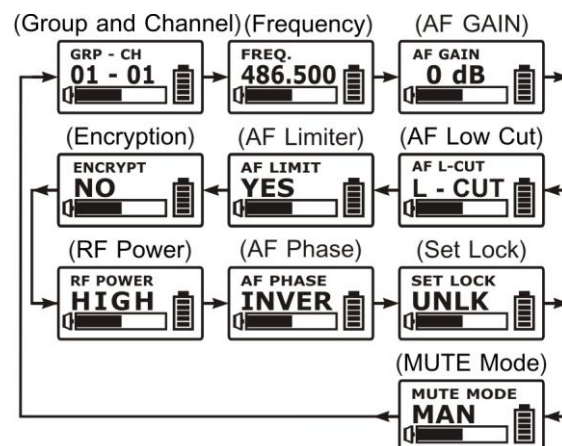 (Group and Channel) (Frequency) (AF GAIN)
GRP - CH FREQ. AF GAIN
01 - 01 486.500 0 dB
(Encryption) (AF Limiter) (AF Low Cut)
ENCRYPT AF LIMIT AF L-CUT
NO YES L - CUT
(RF Power) (AF Phase) (Set Lock)
RF POWER AF PHASE SET LOCK
HIGH INVER UNLK
(MUTE Mode)
MUTE MODE
MAN